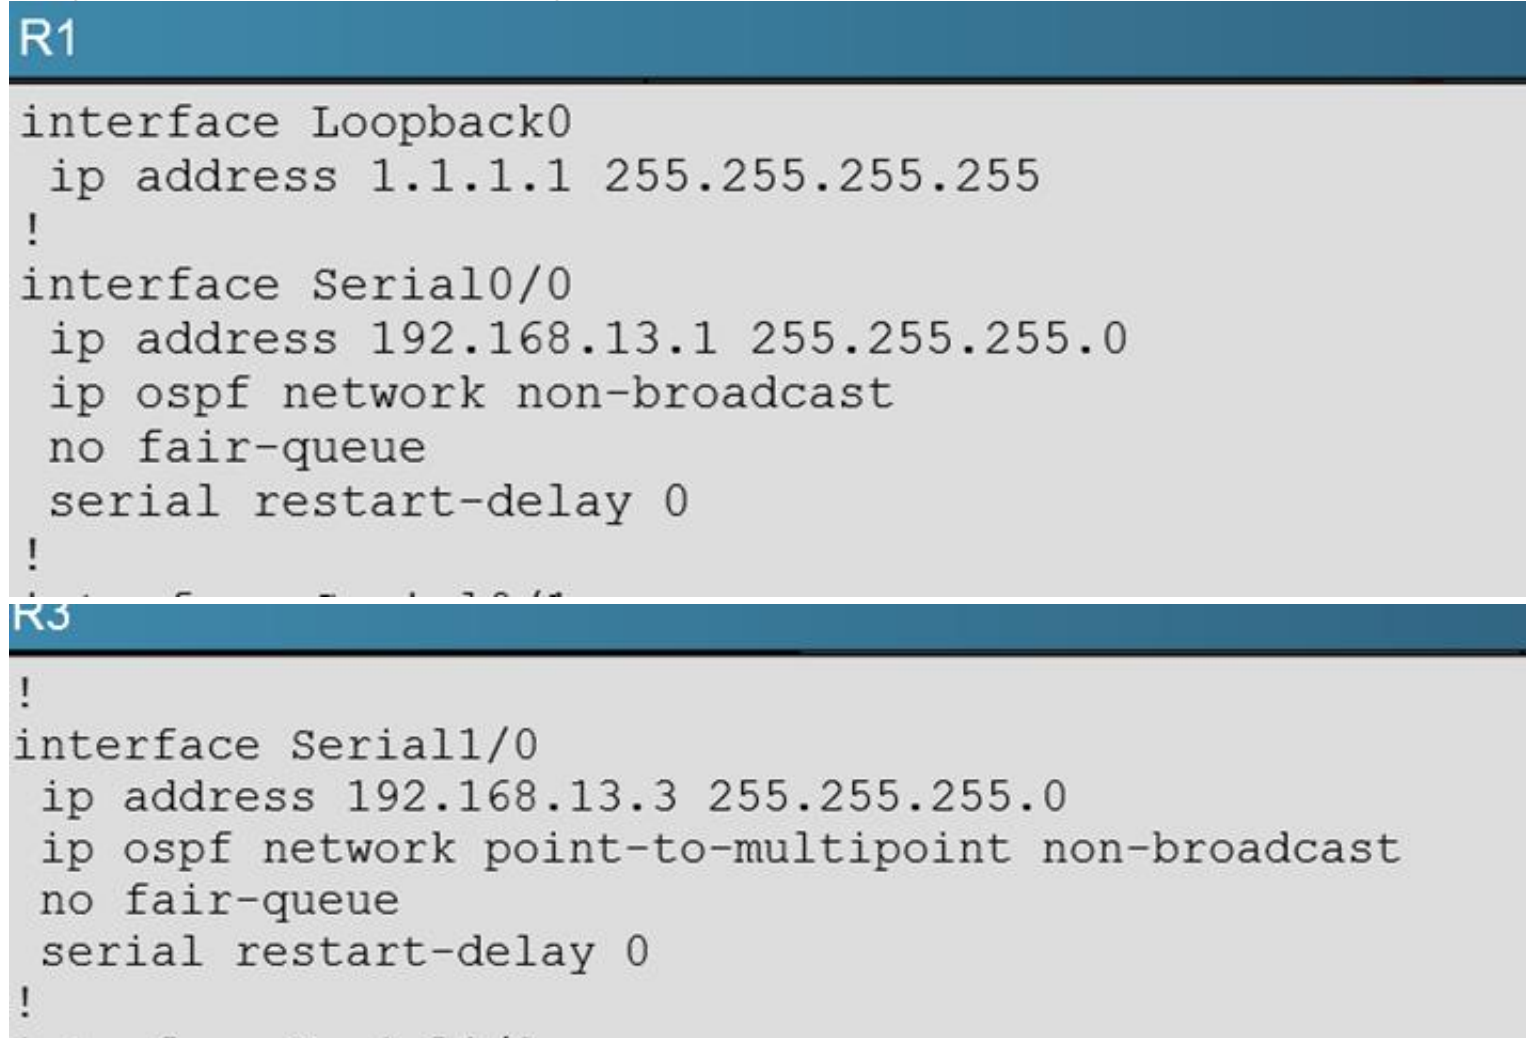 R1
interface Loopback0
ip address 1.1.1.1 255.255.255.255
!
interface Serial0/0
ip address 192.168.13.1 255.255.255.0
ip ospf network non-broadcast
no fair-queue
serial restart-delay 0
!
R3
!
interface Serial1/0
ip address 192.168.13.3 255.255.255.0
ip ospf network point-to-multipoint non-broadcast
no fair-queue
serial restart-delay 0
!